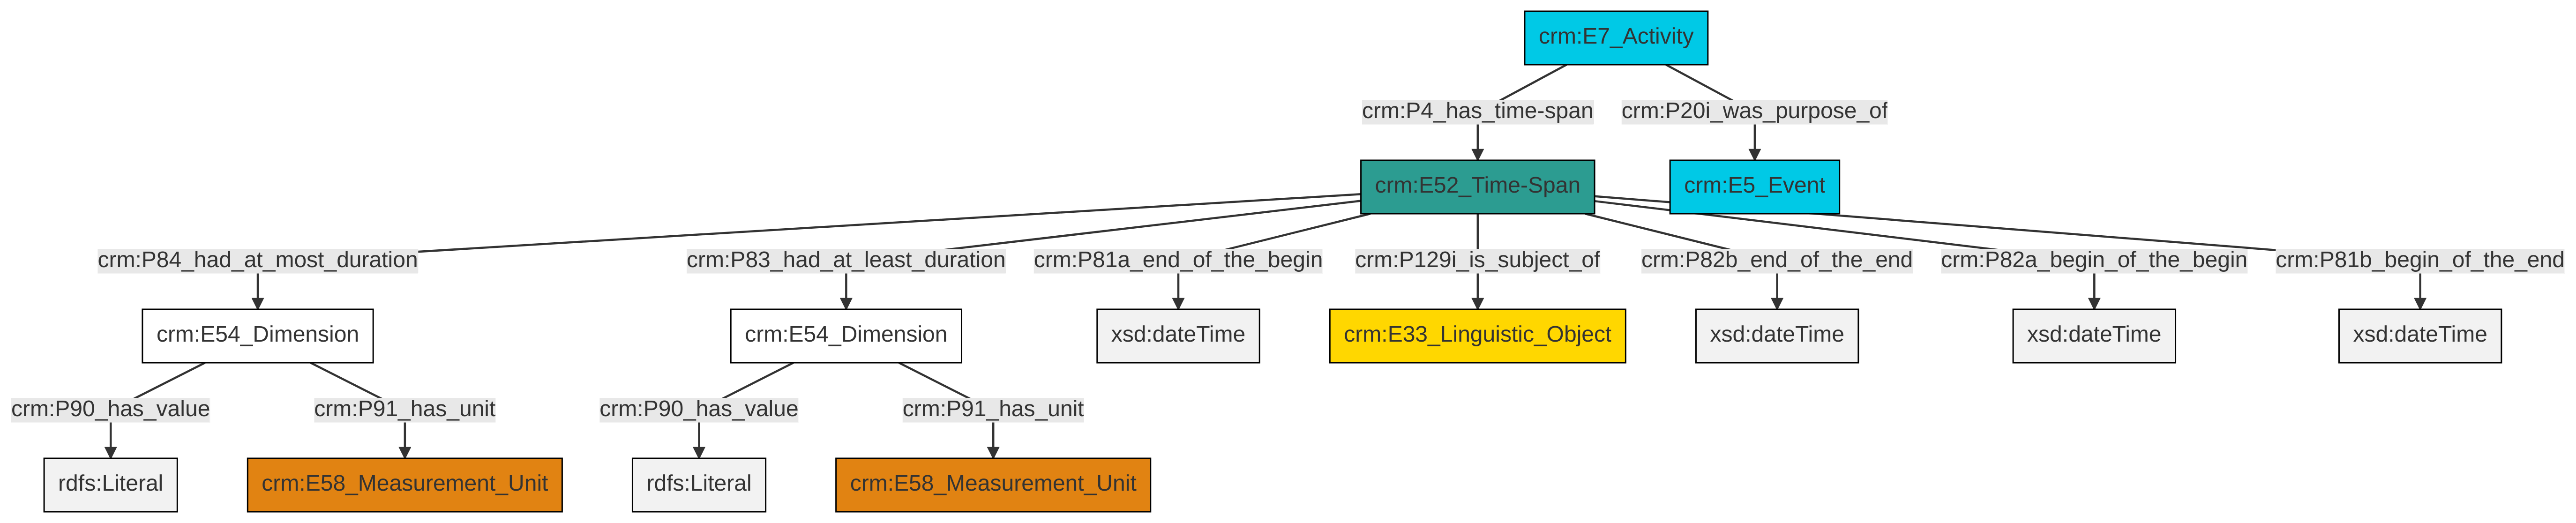 crm:E7_Activity
crm:P4_has_time-span
crm:P20i_was_purpose_of
crm:E52_Time-Span
crm:E5_Event
crm:P84_had_at_most_duration
crm:P83_had_at_least_duration
crm:P81a_end_of_the_begin
crm:P129i_is_subject_of
crm:P82b_end_of_the_end
crm:P82a_begin_of_the_begin
crm:P81b_begin_of_the_end
crm:E54_Dimension
crm:E54_Dimension
xsd:dateTime
crm:E33_Linguistic_Object
xsd:dateTime
xsd:dateTime
xsd:dateTime
crm:P90_has_value
crm:P91_has_unit
crm:P90_has_value
crm:P91_has_unit
rdfs:Literal
crm:E58_Measurement_Unit
rdfs:Literal
crm:E58_Measurement_Unit